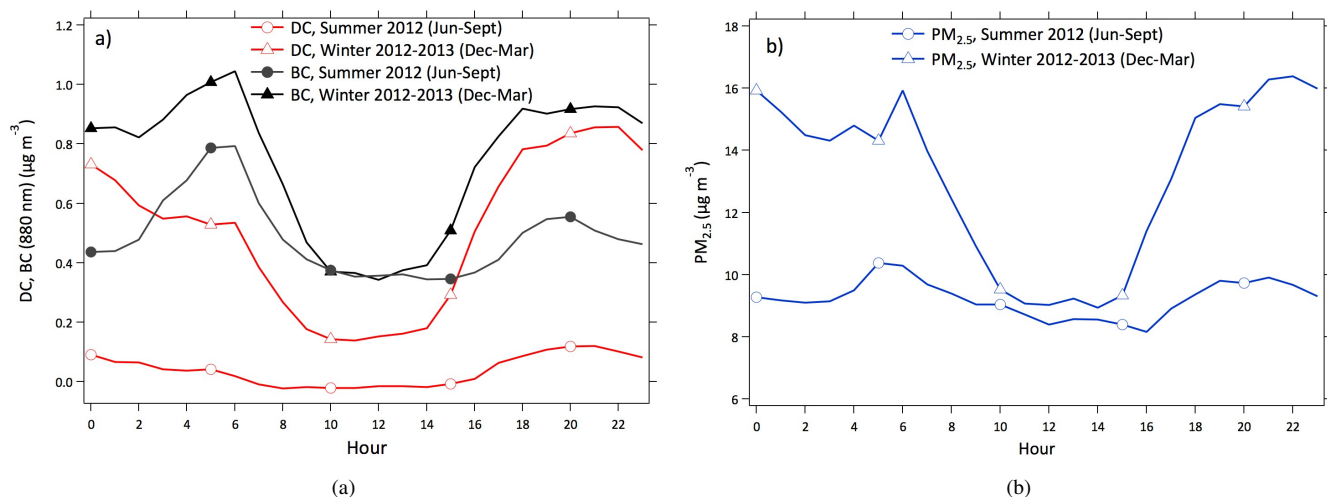 a)
DC, Summer 2012 (Jun-Sept)
DC, Winter 2012-2013 (Dec-Mar)
BC, Summer 2012 (Jun-Sept)
BC, Winter 2012-2013 (Dec-Mar)
DC, BC (880 nm) (µg m⁻³)
1.2
1.0
0.8
0.6
0.4
0.2
0.0
0 2 4 6 8 10 12 14 16 18 20 22
Hour
(a)
b)
PM₂.₅, Summer 2012 (Jun-Sept)
PM₂.₅, Winter 2012-2013 (Dec-Mar)
PM₂.₅ (µg m⁻³)
18
16
14
12
10
8
6
0 2 4 6 8 10 12 14 16 18 20 22
Hour
(b)